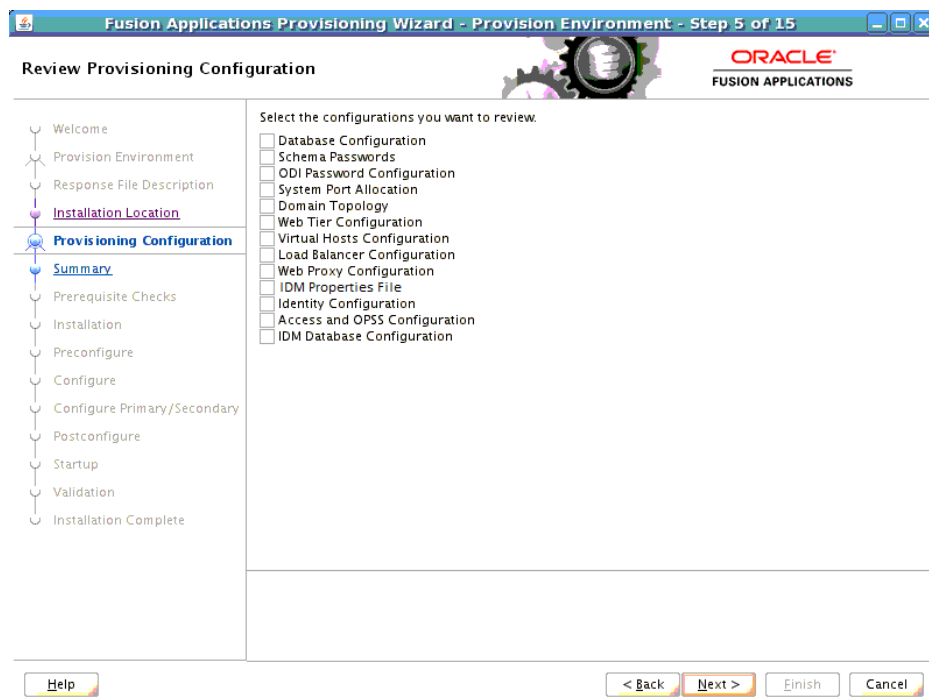 Fusion Applications Provisioning Wizard - Provision Environment - Step 5 of 15
Review Provisioning Configuration
ORACLE
FUSION APPLICATIONS
Welcome
Provision Environment
Response File Description
Installation Location
Provisioning Configuration
Summary
Prerequisite Checks
Installation
Preconfigure
Configure
Configure Primary/Secondary
Postconfigure
Startup
Validation
Installation Complete
Select the configurations you want to review.
Database Configuration
Schema Passwords
ODI Password Configuration
System Port Allocation
Domain Topology
Web Tier Configuration
Virtual Hosts Configuration
Load Balancer Configuration
Web Proxy Configuration
IDM Properties File
Identity Configuration
Access and OPSS Configuration
IDM Database Configuration
Help
< Back
Next >
Finish
Cancel